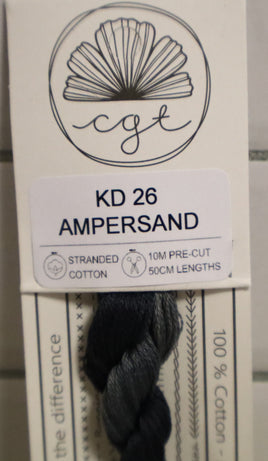 cgt
KD 26
AMPERSAND
STRANDED
COTTON
10M PRE-CUT
50CM LENGTHS
the difference
100 % Cotton -